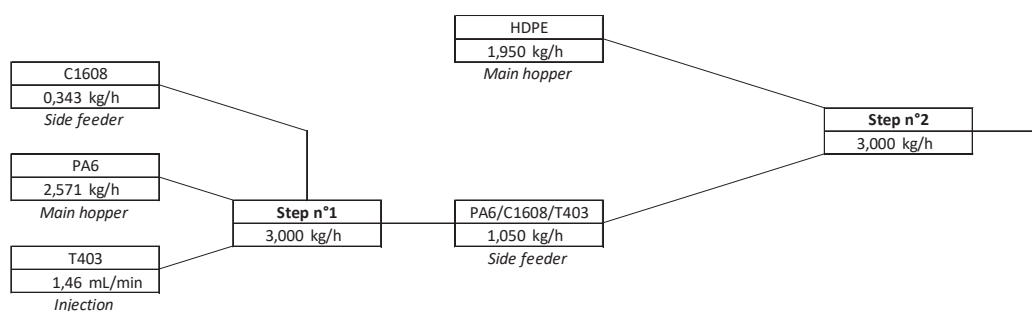 HDPE
1,950 kg/h
Main hopper
C1608
0,343 kg/h
Side feeder
Step n°2
3,000 kg/h
PA6
2,571 kg/h
Main hopper
Step n°1
3,000 kg/h
PA6/C1608/T403
1,050 kg/h
Side feeder
T403
1,46 mL/min
Injection